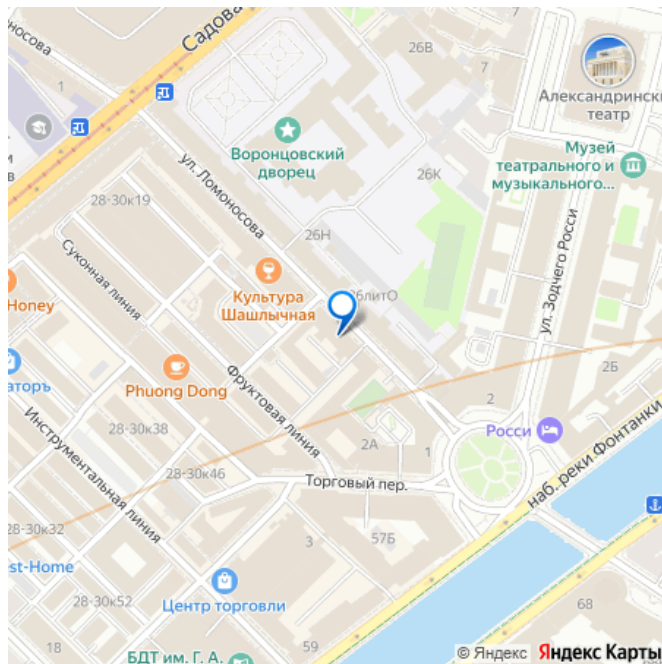 Ломоносова
Садова
26В
7
1
Александринск
театр
и
в
Воронцовский
дворец
26К
Музей
театрального и
музыкального...
ул. Ломоносова
28-30к19
26Н
ул. Зодчего Росси
Суконная линия
Культура
Шашлычная
26литО
Honey
2Б
аторъ
Phuong Dong
Фруктовая линия
2
Росси
28-30к38
2А
1
наб. реки Фонтанки
Инструментальная линия
28-30к46
Торговый пер.
28-30к32
57Б
3
st-Home
28-30к52
Центр торговли
68
18
59
БДТ им. Г. А.
© Яндекс Яндекс Карты